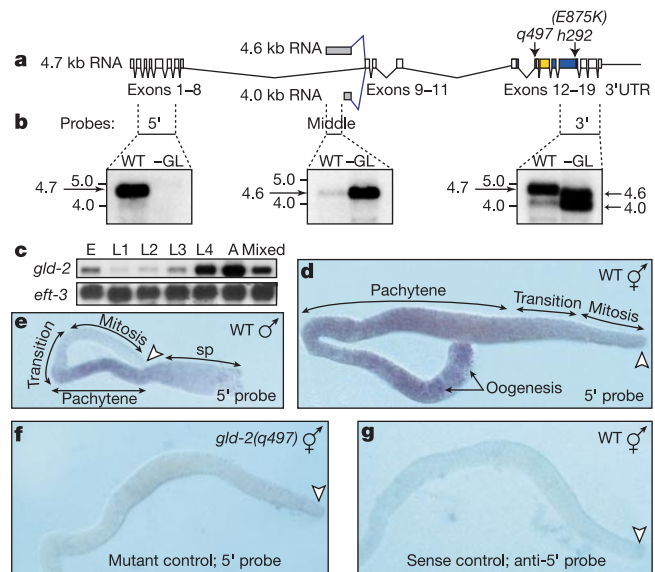 (E875K)
q497 h292
a 4.7 kb RNA
4.6 kb RNA
4.0 kb RNA
Exons 1–8 Exons 9–11 Exons 12–19 3'UTR
b Probes: 5' Middle 3'
WT –GL WT –GL WT –GL
4.7 5.0 4.0
4.6 5.0 4.0
4.7 5.0 4.0 4.6 4.0
c E L1 L2 L3 L4 A Mixed
gld-2
eft-3
d WT ⚥
Pachytene Transition Mitosis
Oogenesis
5' probe
e WT ♂
Transition Mitosis sp
Pachytene 5' probe
f gld-2(q497) ⚥
Mutant control; 5' probe
g WT ⚥
Sense control; anti-5' probe